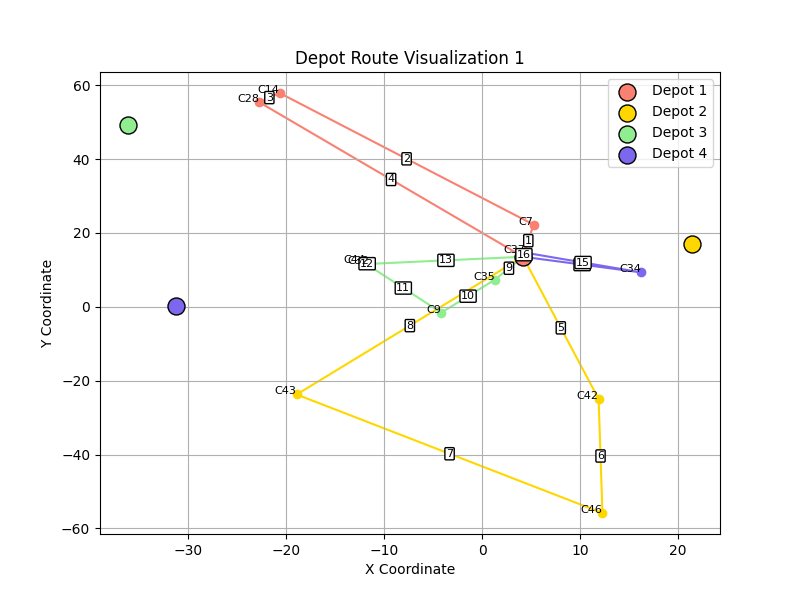 Depot Route Visualization 1
Y Coordinate
60
40
20
0
−20
−40
−60
−30
−20
−10
0
10
20
X Coordinate
Depot 1
Depot 2
Depot 3
Depot 4
C14
C28
3
2
4
C7
1
C37
16
15
C34
12
13
9
C35
11
10
C9
8
5
C43
C42
7
6
C46